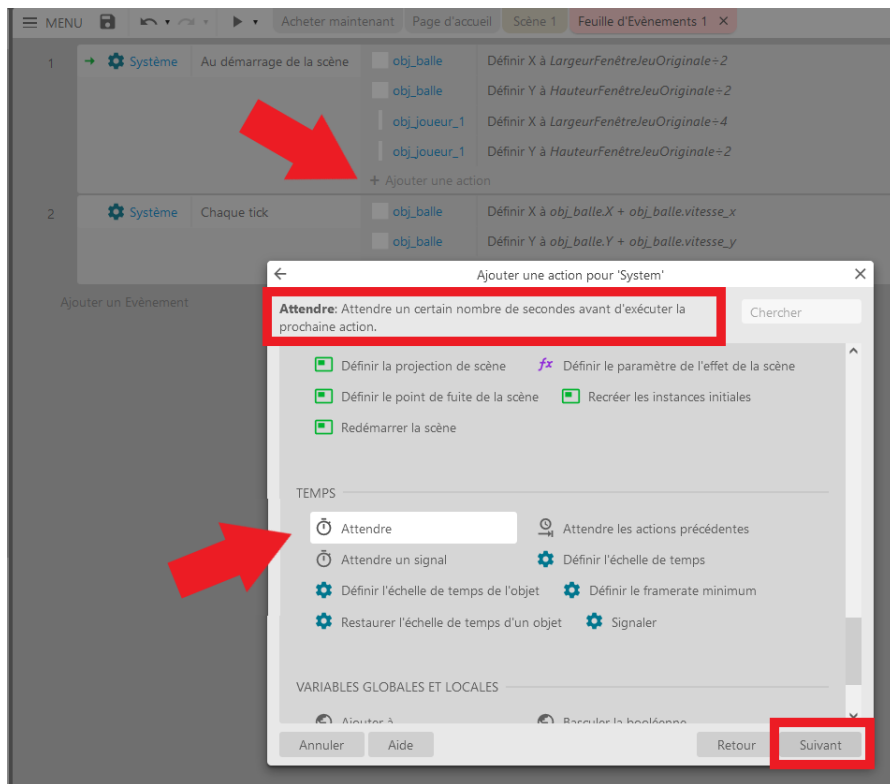 MENU
Acheter maintenant Page d'accueil Scène 1 Feuille d'Evènements 1
1 Système Au démarrage de la scène obj_balle Définir X à LargeurFenêtreJeuOriginale÷2
obj_balle Définir Y à HauteurFenêtreJeuOriginale÷2
obj_joueur_1 Définir X à LargeurFenêtreJeuOriginale÷4
obj_joueur_1 Définir Y à HauteurFenêtreJeuOriginale÷2
+ Ajouter une action
2 Système Chaque tick obj_balle Définir X à obj_balle.X + obj_balle.vitesse_x
obj_balle Définir Y à obj_balle.Y + obj_balle.vitesse_y
Ajouter un Evènement
Ajouter une action pour 'System'
Attendre: Attendre un certain nombre de secondes avant d'exécuter la
prochaine action.
Chercher
Définir la projection de scène fx Définir le paramètre de l'effet de la scène
Définir le point de fuite de la scène Recréer les instances initiales
Redémarrer la scène
TEMPS
Attendre Attendre les actions précédentes
Attendre un signal Définir l'échelle de temps
Définir l'échelle de temps de l'objet Définir le framerate minimum
Restaurer l'échelle de temps d'un objet Signaler
VARIABLES GLOBALES ET LOCALES
Ajouter à Basculer la booléenne
Annuler Aide Retour Suivant